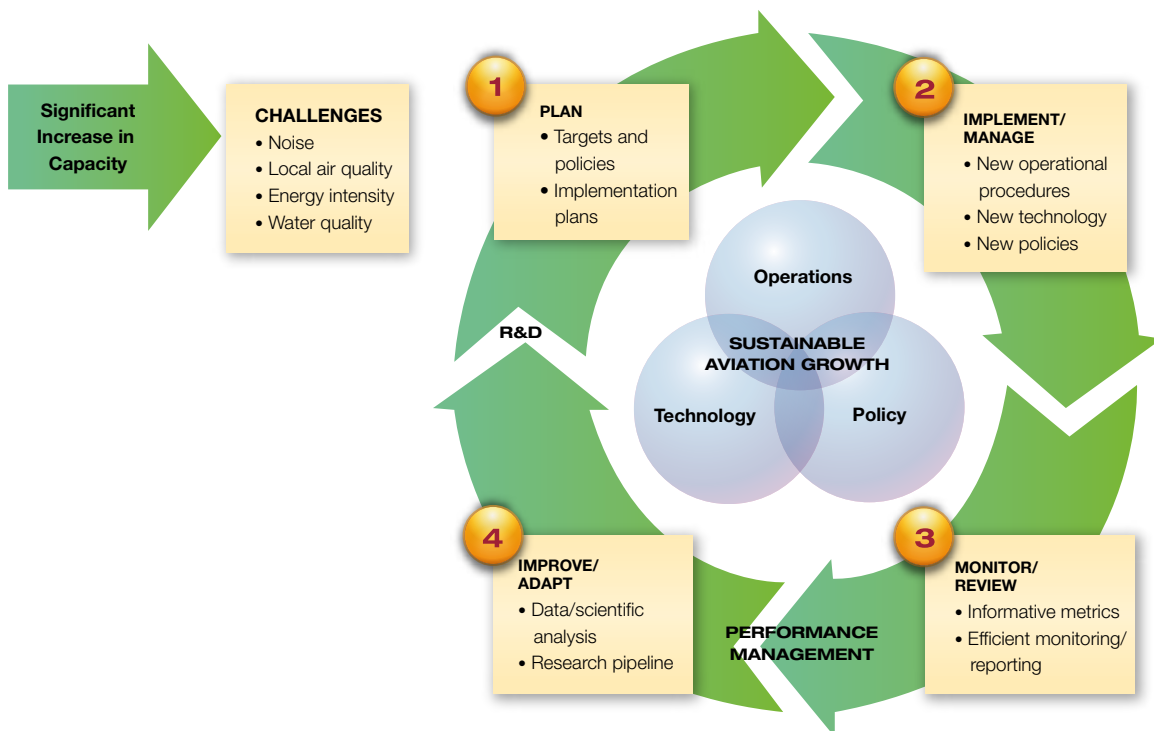 Significant
Increase in
Capacity
CHALLENGES
• Noise
• Local air quality
• Energy intensity
• Water quality
1
PLAN
• Targets and
policies
• Implementation
plans
2
IMPLEMENT/
MANAGE
• New operational
procedures
• New technology
• New policies
R&D
Operations
SUSTAINABLE
AVIATION GROWTH
Technology
Policy
4
IMPROVE/
ADAPT
• Data/scientific
analysis
• Research pipeline
PERFORMANCE
MANAGEMENT
3
MONITOR/
REVIEW
• Informative metrics
• Efficient monitoring/
reporting